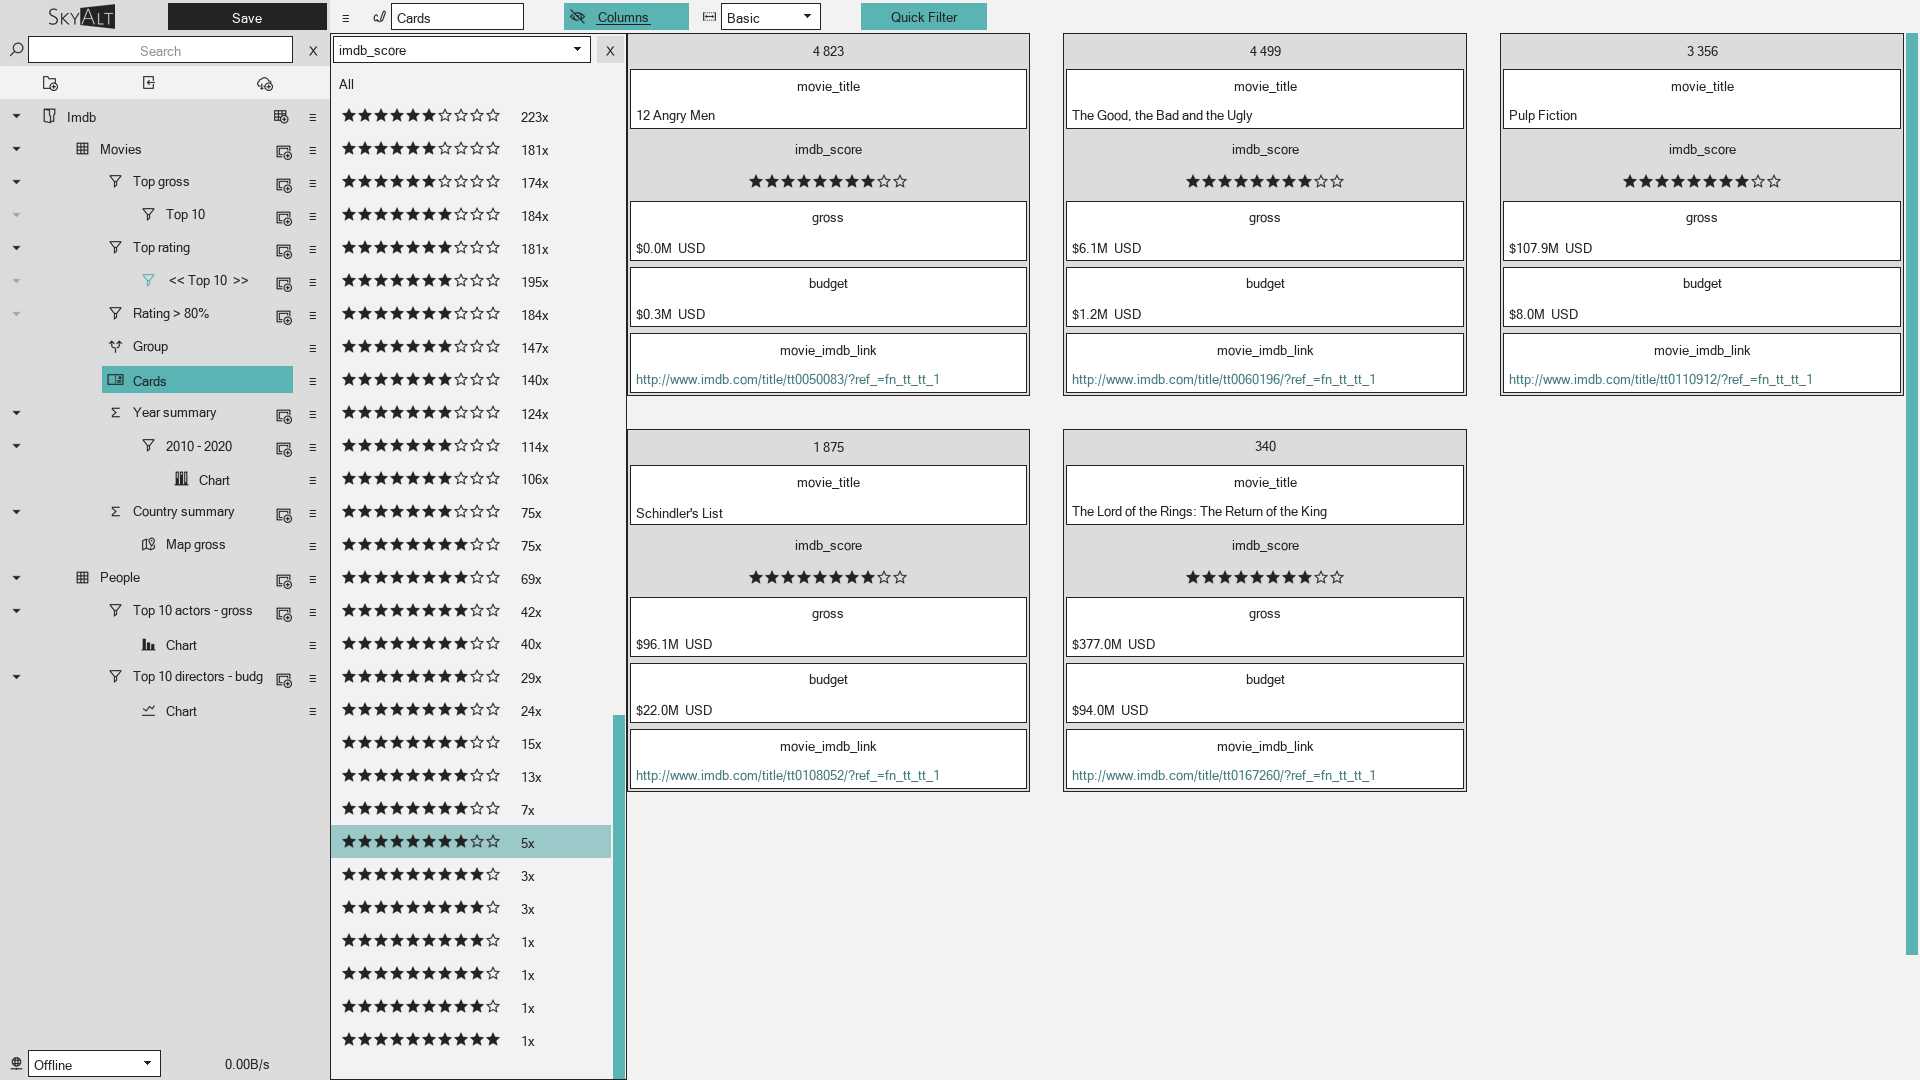 SKYALT
Save
Cards
Columns
Basic
Quick Filter
Search
X
Imdb
Movies
Top gross
Top 10
Top rating
<< Top 10 >>
Rating > 80%
Group
Cards
Year summary
2010 - 2020
Chart
Country summary
Map gross
People
Top 10 actors - gross
Chart
Top 10 directors - budg
Chart
Offline
0.00B/s
imdb_score
X
All
223x
181x
174x
184x
181x
195x
184x
147x
140x
124x
114x
106x
75x
75x
69x
42x
40x
29x
24x
15x
13x
7x
5x
3x
3x
1x
1x
1x
1x
4 823
movie_title
12 Angry Men
imdb_score
gross
$0.0M USD
budget
$0.3M USD
movie_imdb_link
http://www.imdb.com/title/tt0050083/?ref_=fn_tt_tt_1
4 499
movie_title
The Good, the Bad and the Ugly
imdb_score
gross
$6.1M USD
budget
$1.2M USD
movie_imdb_link
http://www.imdb.com/title/tt0060196/?ref_=fn_tt_tt_1
3 356
movie_title
Pulp Fiction
imdb_score
gross
$107.9M USD
budget
$8.0M USD
movie_imdb_link
http://www.imdb.com/title/tt0110912/?ref_=fn_tt_tt_1
1 875
movie_title
Schindler's List
imdb_score
gross
$96.1M USD
budget
$22.0M USD
movie_imdb_link
http://www.imdb.com/title/tt0108052/?ref_=fn_tt_tt_1
340
movie_title
The Lord of the Rings: The Return of the King
imdb_score
gross
$377.0M USD
budget
$94.0M USD
movie_imdb_link
http://www.imdb.com/title/tt0167260/?ref_=fn_tt_tt_1